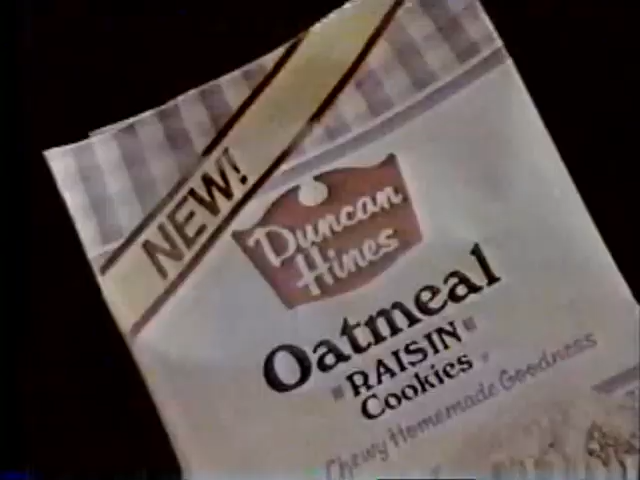 NEW!
Duncan
Hines
Oatmeal
RAISIN
Cookies
Chewy Homemade Goodness